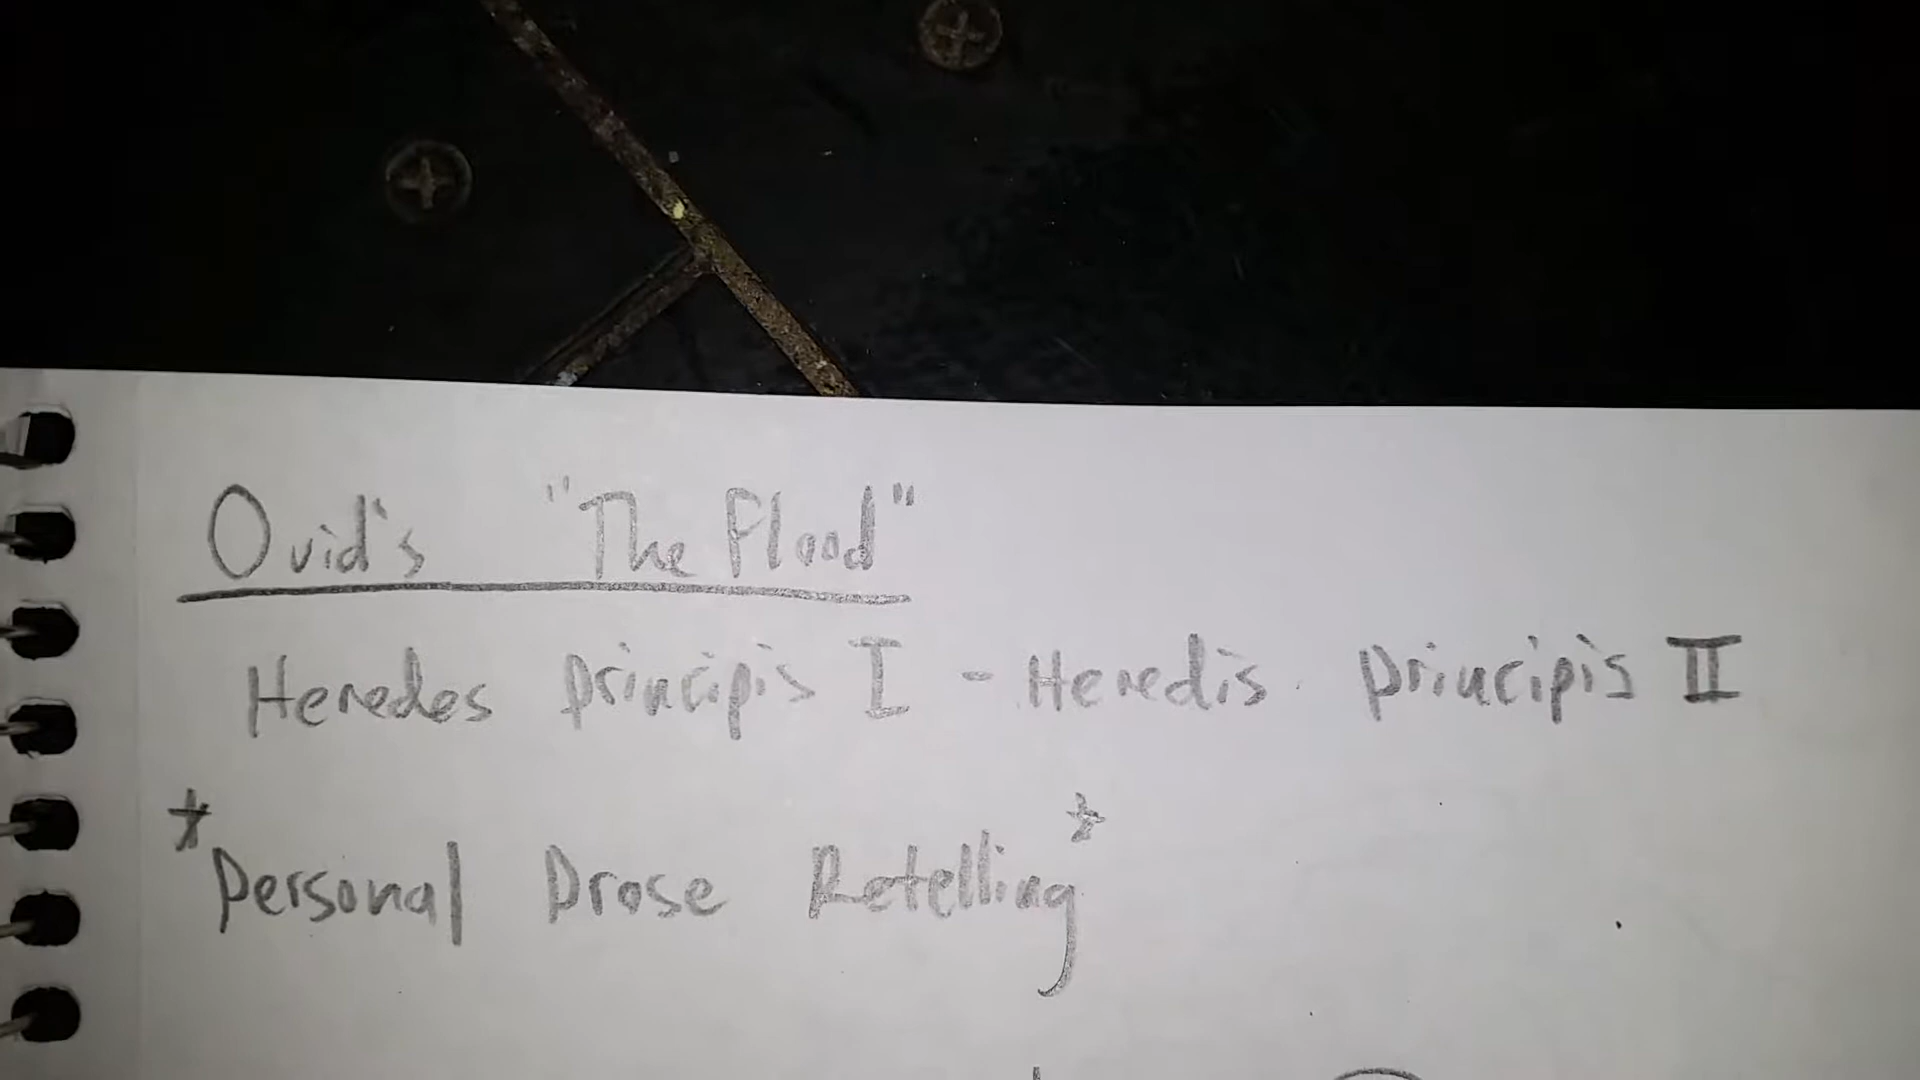 Ovid's "The Flood"
Heredes principis I - Heredis principis II
*Personal Prose Retelling*